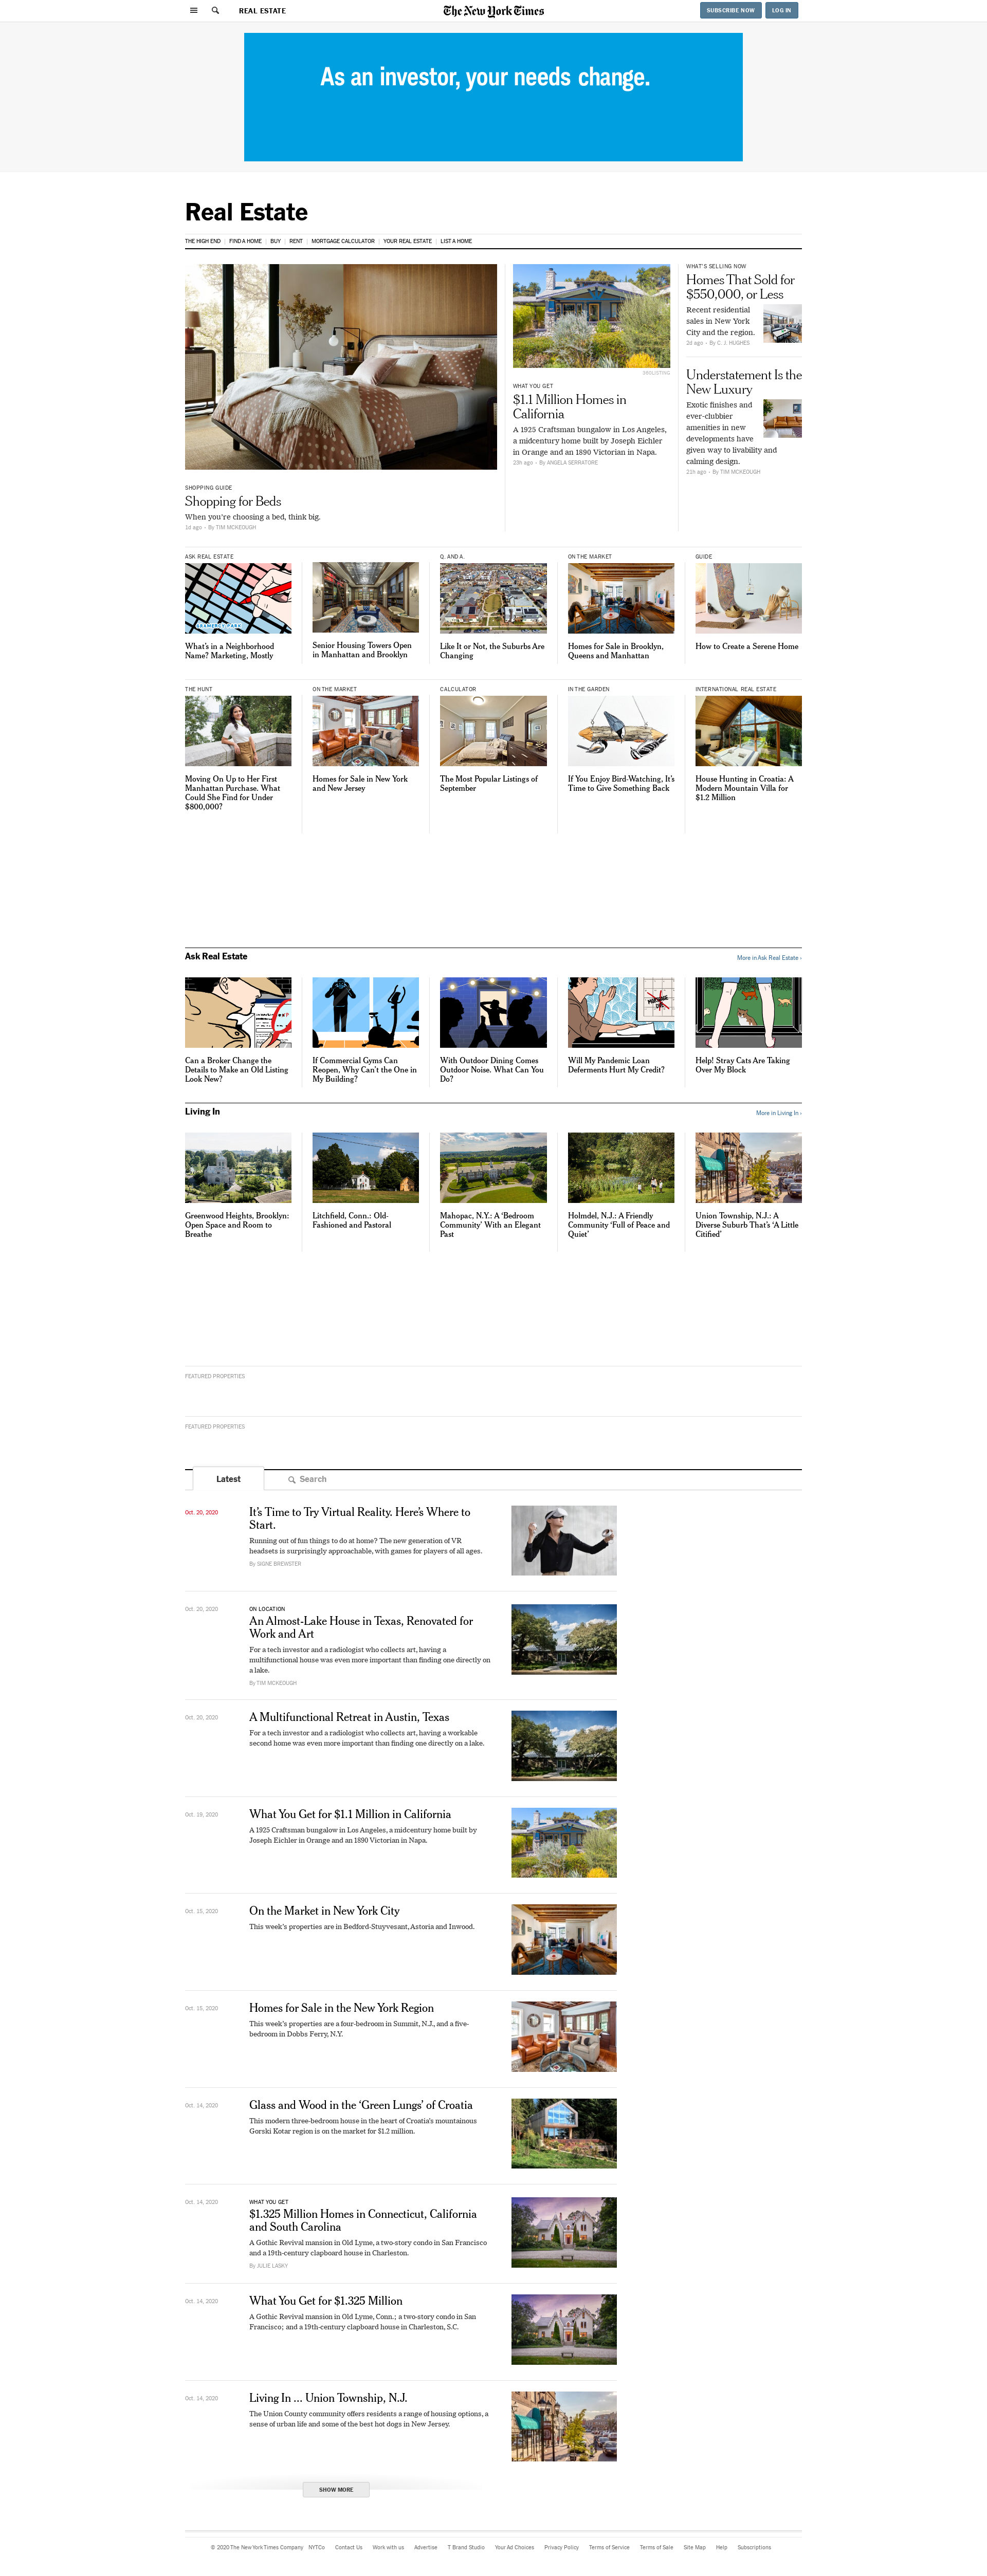 REAL ESTATE
The New York Times
SUBSCRIBE NOW
LOG IN
As an investor, your needs change.
Real Estate
THE HIGH END
FIND A HOME
BUY
RENT
MORTGAGE CALCULATOR
YOUR REAL ESTATE
LIST A HOME
SHOPPING GUIDE
Shopping for Beds
When you're choosing a bed, think big.
1d ago · By TIM MCKEOUGH
WHAT YOU GET
$1.1 Million Homes in
California
A 1925 Craftsman bungalow in Los Angeles,
a midcentury home built by Joseph Eichler
in Orange and an 1890 Victorian in Napa.
23h ago · By ANGELA SERRATORE
WHAT'S SELLING NOW
Homes That Sold for
$550,000, or Less
Recent residential
sales in New York
City and the region.
2d ago · By C. J. HUGHES
Understatement Is the
New Luxury
Exotic finishes and
ever-clubbier
amenities in new
developments have
given way to livability and
calming design.
21h ago · By TIM MCKEOUGH
ASK REAL ESTATE
GRAMERCY PARK
What's in a Neighborhood
Name? Marketing, Mostly
Senior Housing Towers Open
in Manhattan and Brooklyn
Q. AND A.
Like It or Not, the Suburbs Are
Changing
ON THE MARKET
Homes for Sale in Brooklyn,
Queens and Manhattan
GUIDE
How to Create a Serene Home
THE HUNT
Moving On Up to Her First
Manhattan Purchase. What
Could She Find for Under
$800,000?
ON THE MARKET
Homes for Sale in New York
and New Jersey
CALCULATOR
The Most Popular Listings of
September
IN THE GARDEN
If You Enjoy Bird-Watching, It's
Time to Give Something Back
INTERNATIONAL REAL ESTATE
House Hunting in Croatia: A
Modern Mountain Villa for
$1.2 Million
Ask Real Estate
More in Ask Real Estate ›
Can a Broker Change the
Details to Make an Old Listing
Look New?
If Commercial Gyms Can
Reopen, Why Can't the One in
My Building?
With Outdoor Dining Comes
Outdoor Noise. What Can You
Do?
Will My Pandemic Loan
Deferments Hurt My Credit?
Help! Stray Cats Are Taking
Over My Block
Living In
More in Living In ›
Greenwood Heights, Brooklyn:
Open Space and Room to
Breathe
Litchfield, Conn.: Old-
Fashioned and Pastoral
Mahopac, N.Y.: A ‘Bedroom
Community’ With an Elegant
Past
Holmdel, N.J.: A Friendly
Community ‘Full of Peace and
Quiet’
Union Township, N.J.: A
Diverse Suburb That's ‘A Little
Citified’
FEATURED PROPERTIES
FEATURED PROPERTIES
Latest
Search
Oct. 20, 2020
It's Time to Try Virtual Reality. Here's Where to
Start.
Running out of fun things to do at home? The new generation of VR
headsets is surprisingly approachable, with games for players of all ages.
By SIGNE BREWSTER
Oct. 20, 2020
ON LOCATION
An Almost-Lake House in Texas, Renovated for
Work and Art
For a tech investor and a radiologist who collects art, having a
multifunctional house was even more important than finding one directly on
a lake.
By TIM MCKEOUGH
Oct. 20, 2020
A Multifunctional Retreat in Austin, Texas
For a tech investor and a radiologist who collects art, having a workable
second home was even more important than finding one directly on a lake.
Oct. 19, 2020
What You Get for $1.1 Million in California
A 1925 Craftsman bungalow in Los Angeles, a midcentury home built by
Joseph Eichler in Orange and an 1890 Victorian in Napa.
Oct. 15, 2020
On the Market in New York City
This week's properties are in Bedford-Stuyvesant, Astoria and Inwood.
Oct. 15, 2020
Homes for Sale in the New York Region
This week's properties are a four-bedroom in Summit, N.J., and a five-
bedroom in Dobbs Ferry, N.Y.
Oct. 14, 2020
Glass and Wood in the ‘Green Lungs’ of Croatia
This modern three-bedroom house in the heart of Croatia's mountainous
Gorski Kotar region is on the market for $1.2 million.
Oct. 14, 2020
WHAT YOU GET
$1.325 Million Homes in Connecticut, California
and South Carolina
A Gothic Revival mansion in Old Lyme, a two-story condo in San Francisco
and a 19th-century clapboard house in Charleston.
By JULIE LASKY
Oct. 14, 2020
What You Get for $1.325 Million
A Gothic Revival mansion in Old Lyme, Conn.; a two-story condo in San
Francisco; and a 19th-century clapboard house in Charleston, S.C.
Oct. 14, 2020
Living In ... Union Township, N.J.
The Union County community offers residents a range of housing options, a
sense of urban life and some of the best hot dogs in New Jersey.
SHOW MORE
© 2020 The New York Times Company
NYTCo
Contact Us
Work with us
Advertise
T Brand Studio
Your Ad Choices
Privacy Policy
Terms of Service
Terms of Sale
Site Map
Help
Subscriptions